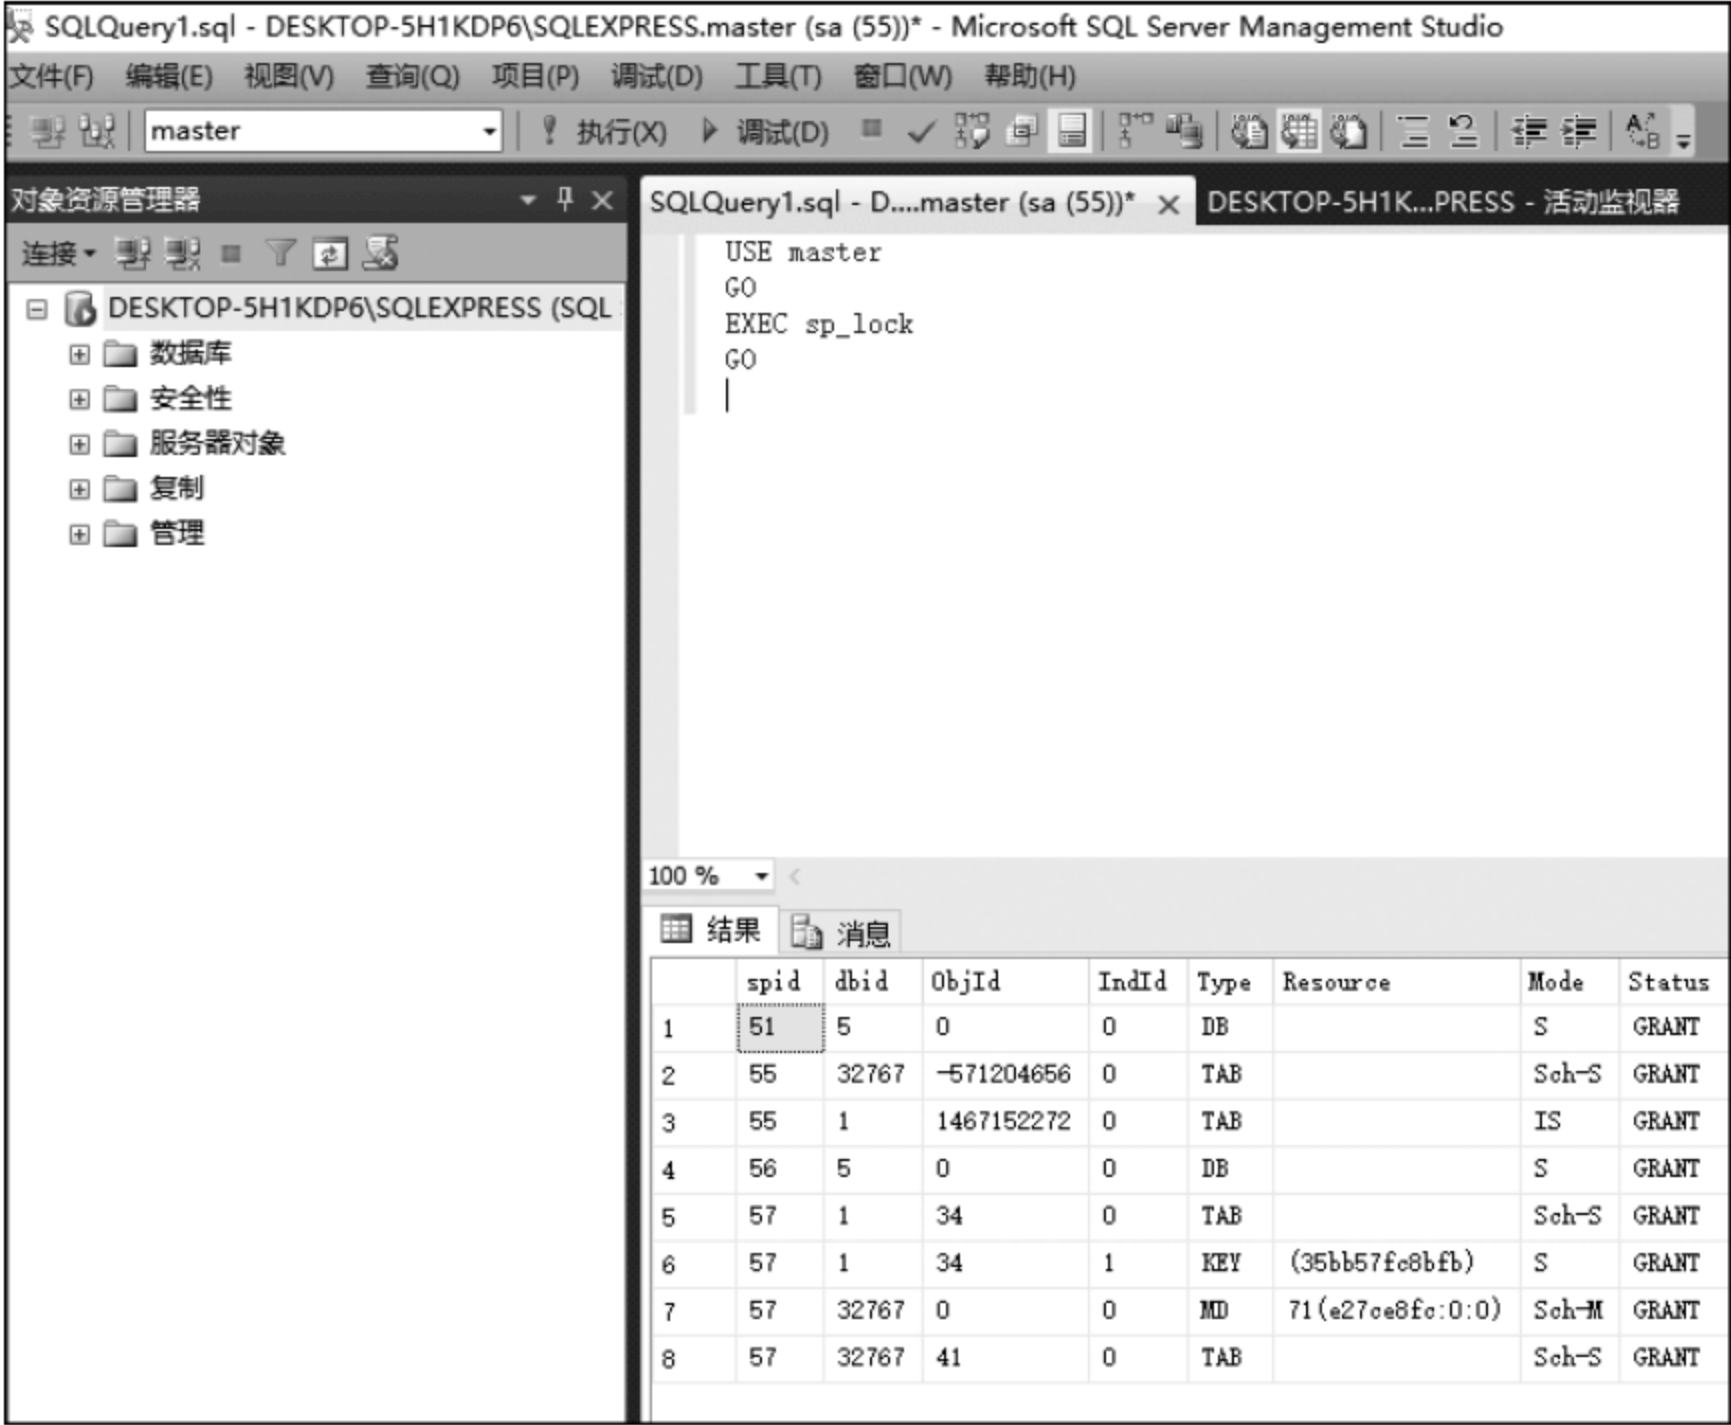 SQLQuery1.sql - DESKTOP-5H1KDP6\SQLEXPRESS.master (sa (55))* - Microsoft SQL Server Management Studio
文件(F) 编辑(E) 视图(V) 查询(Q) 项目(P) 调试(D) 工具(T) 窗口(W) 帮助(H)
master 执行(X) 调试(D)
对象资源管理器
连接
DESKTOP-5H1KDP6\SQLEXPRESS (SQL
数据库
安全性
服务器对象
复制
管理
SQLQuery1.sql - D....master (sa (55))* DESKTOP-5H1K...PRESS - 活动监视器
USE master
GO
EXEC sp_lock
GO
100 %
结果 消息
spid dbid ObjId IndId Type Resource Mode Status
1 51 5 0 0 DB S GRANT
2 55 32767 -571204656 0 TAB Sch-S GRANT
3 55 1 1467152272 0 TAB IS GRANT
4 56 5 0 0 DB S GRANT
5 57 1 34 0 TAB Sch-S GRANT
6 57 1 34 1 KEY (35bb57fc8bfb) S GRANT
7 57 32767 0 0 MD 71(e27ce8fc:0:0) Sch-M GRANT
8 57 32767 41 0 TAB Sch-S GRANT